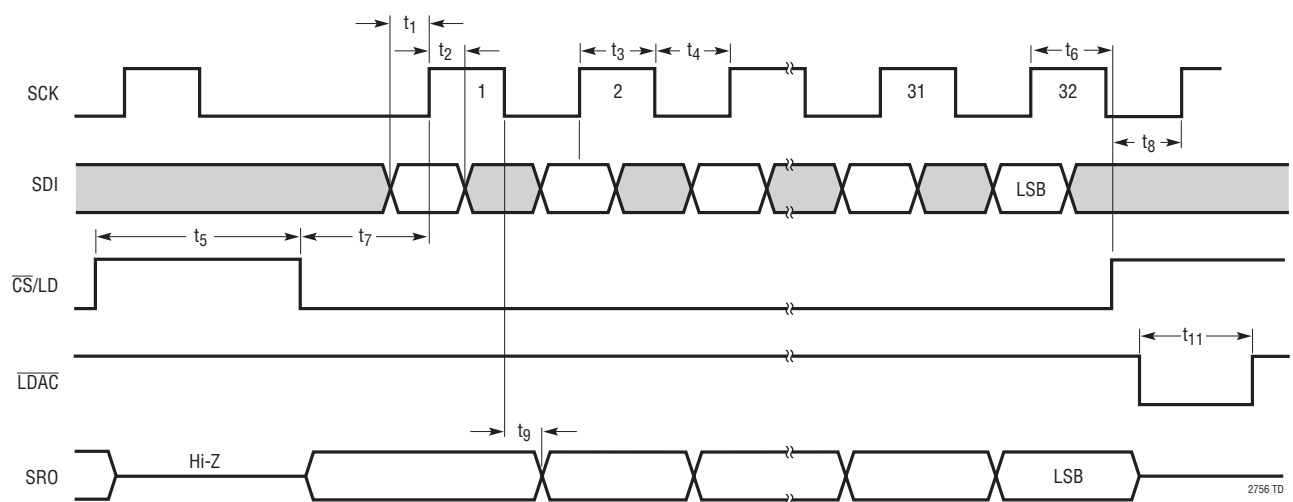 t1
t2
t3
t4
t6
SCK
1
2
31
32
t8
SDI
LSB
t5
t7
CS/LD
t11
LDAC
t9
SRO
Hi-Z
LSB
2756 TD